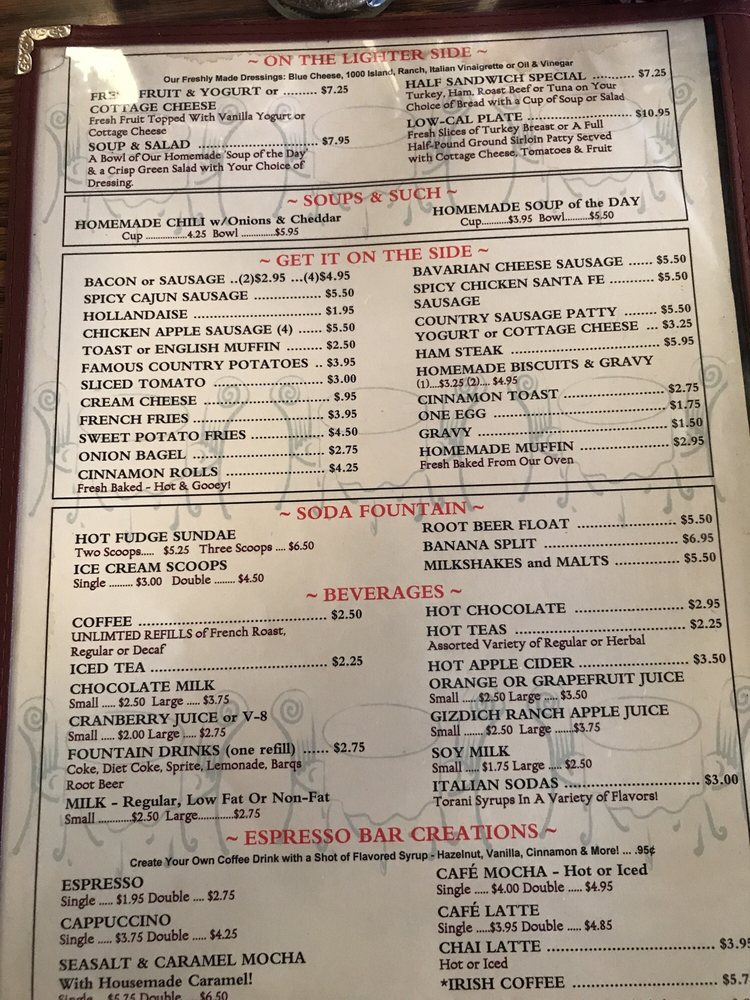 ~ ON THE LIGHTER SIDE ~
Our Freshly Made Dressings: Blue Cheese, 1000 Island, Ranch, Italian Vinaigrette or Oil & Vinegar
FRUIT & YOGURT or ......... $7.25
COTTAGE CHEESE
Fresh Fruit Topped With Vanilla Yogurt or
Cottage Cheese
SOUP & SALAD .............................. $7.95
A Bowl of Our Homemade 'Soup of the Day'
& a Crisp Green Salad with Your Choice of
Dressing.
HALF SANDWICH SPECIAL ........... $7.25
Turkey, Ham, Roast Beef or Tuna on Your
Choice of Bread with a Cup of Soup or Salad
LOW-CAL PLATE ........................... $10.95
Fresh Slices of Turkey Breast or A Full
Half-Pound Ground Sirloin Patty Served
with Cottage Cheese, Tomatoes & Fruit
~ SOUPS & SUCH ~
HOMEMADE CHILI w/Onions & Cheddar
Cup ................4.25 Bowl .............$5.95
HOMEMADE SOUP of the DAY
Cup...........$3.95 Bowl..........$5.50
~ GET IT ON THE SIDE ~
BACON or SAUSAGE ..(2)$2.95 ...(4)$4.95
SPICY CAJUN SAUSAGE ................. $5.50
HOLLANDAISE ................................. $1.95
CHICKEN APPLE SAUSAGE (4) ...... $5.50
TOAST or ENGLISH MUFFIN .......... $2.50
FAMOUS COUNTRY POTATOES .. $3.95
SLICED TOMATO ........................... $3.00
CREAM CHEESE .............................. $.95
FRENCH FRIES ................................. $3.95
SWEET POTATO FRIES .................. $4.50
ONION BAGEL ................................. $2.75
CINNAMON ROLLS ......................... $4.25
Fresh Baked - Hot & Gooey!
BAVARIAN CHEESE SAUSAGE ...... $5.50
SPICY CHICKEN SANTA FE ........... $5.50
SAUSAGE
COUNTRY SAUSAGE PATTY ........ $5.50
YOGURT or COTTAGE CHEESE ... $3.25
HAM STEAK ..................................... $5.95
HOMEMADE BISCUITS & GRAVY
(1)....$3.25 (2).... $4.95
CINNAMON TOAST ......................... $2.75
ONE EGG ......................................... $1.75
GRAVY ............................................. $1.50
HOMEMADE MUFFIN ..................... $2.95
Fresh Baked From Our Oven
~ SODA FOUNTAIN ~
HOT FUDGE SUNDAE
Two Scoops..... $5.25 Three Scoops .... $6.50
ICE CREAM SCOOPS
Single ......... $3.00 Double ........ $4.50
ROOT BEER FLOAT ....................... $5.50
BANANA SPLIT ............................... $6.95
MILKSHAKES and MALTS ............... $5.50
~ BEVERAGES ~
COFFEE ........................................... $2.50
UNLIMTED REFILLS of French Roast,
Regular or Decaf
ICED TEA ........................................ $2.25
CHOCOLATE MILK
Small ..... $2.50 Large ..... $3.75
CRANBERRY JUICE or V-8
Small ..... $2.00 Large ..... $2.75
FOUNTAIN DRINKS (one refill) ...... $2.75
Coke, Diet Coke, Sprite, Lemonade, Barqs
Root Beer
MILK - Regular, Low Fat Or Non-Fat
Small ............$2.50 Large.............$2.75
HOT CHOCOLATE ......................... $2.95
HOT TEAS ....................................... $2.25
Assorted Variety of Regular or Herbal
HOT APPLE CIDER ......................... $3.50
ORANGE OR GRAPEFRUIT JUICE
Small ..... $2.50 Large ..... $3.50
GIZDICH RANCH APPLE JUICE
Small ....... $2.50 Large .......$3.75
SOY MILK
Small ..... $1.75 Large ..... $2.50
ITALIAN SODAS ............................... $3.00
Torani Syrups In A Variety of Flavors!
~ ESPRESSO BAR CREATIONS ~
Create Your Own Coffee Drink with a Shot of Flavored Syrup - Hazelnut, Vanilla, Cinnamon & More! ... .95¢
ESPRESSO
Single ..... $1.95 Double .... $2.75
CAPPUCCINO
Single ..... $3.75 Double .... $4.25
SEASALT & CARAMEL MOCHA
With Housemade Caramel!
Single ..... $5.75 Double .... $6.50
CAFÉ MOCHA - Hot or Iced
Single ..... $4.00 Double ..... $4.95
CAFÉ LATTE
Single .....$3.95 Double ..... $4.85
CHAI LATTE ..................................... $3.9
Hot or Iced
*IRISH COFFEE ................................ $5.7